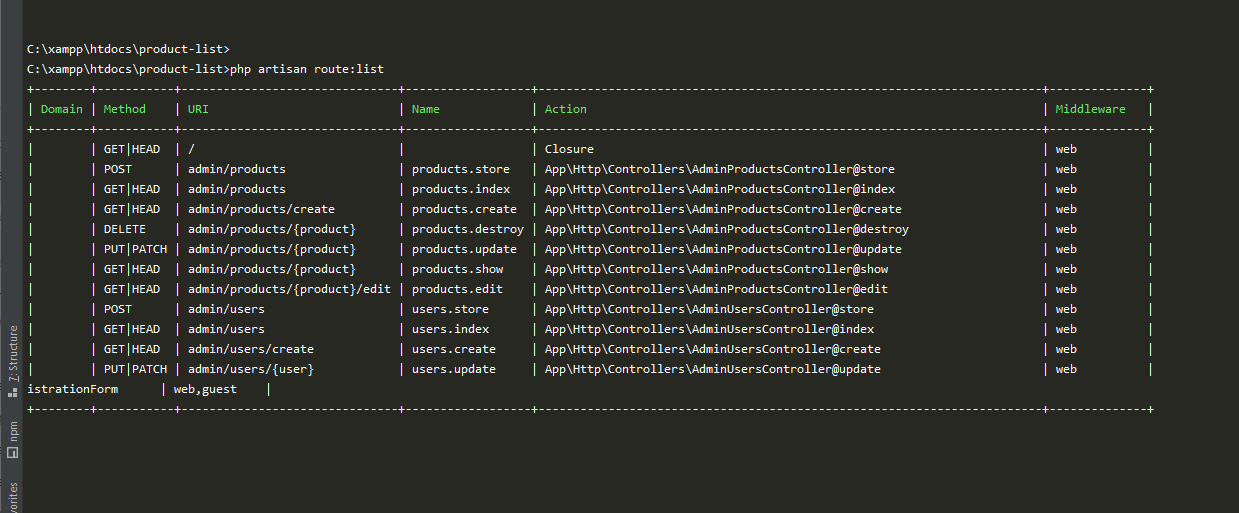 C:\xampp\htdocs\product-list>
C:\xampp\htdocs\product-list>php artisan route:list
+--------+-----------+-------------------------------+------------------+------------------------------------------------------------------------+--------------+
| Domain | Method    | URI                           | Name             | Action                                                                 | Middleware   |
+--------+-----------+-------------------------------+------------------+------------------------------------------------------------------------+--------------+
|        | GET|HEAD  | /                             |                  | Closure                                                                | web          |
|        | POST      | admin/products                | products.store   | App\Http\Controllers\AdminProductsController@store                     | web          |
|        | GET|HEAD  | admin/products                | products.index   | App\Http\Controllers\AdminProductsController@index                     | web          |
|        | GET|HEAD  | admin/products/create         | products.create  | App\Http\Controllers\AdminProductsController@create                    | web          |
|        | DELETE    | admin/products/{product}      | products.destroy | App\Http\Controllers\AdminProductsController@destroy                   | web          |
|        | PUT|PATCH | admin/products/{product}      | products.update  | App\Http\Controllers\AdminProductsController@update                    | web          |
|        | GET|HEAD  | admin/products/{product}      | products.show    | App\Http\Controllers\AdminProductsController@show                      | web          |
|        | GET|HEAD  | admin/products/{product}/edit | products.edit    | App\Http\Controllers\AdminProductsController@edit                      | web          |
|        | POST      | admin/users                   | users.store      | App\Http\Controllers\AdminUsersController@store                        | web          |
|        | GET|HEAD  | admin/users                   | users.index      | App\Http\Controllers\AdminUsersController@index                        | web          |
|        | GET|HEAD  | admin/users/create            | users.create     | App\Http\Controllers\AdminUsersController@create                       | web          |
|        | PUT|PATCH | admin/users/{user}            | users.update     | App\Http\Controllers\AdminUsersController@update                       | web          |
istrationForm      | web,guest    |
+--------+-----------+-------------------------------+------------------+------------------------------------------------------------------------+--------------+
7: Structure
npm
vorites